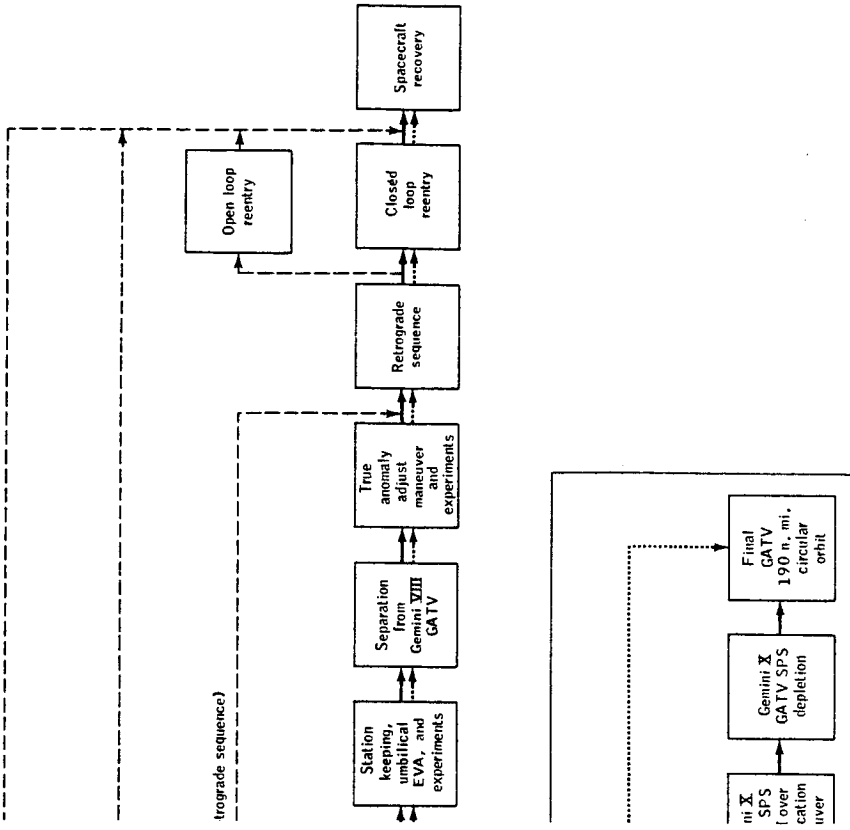 Spacecraft
recovery
Open loop
reentry
Closed
loop
reentry
Retrograde
sequence
True
anomaly
adjust
maneuver
and
experiments
Separation
from
Gemini VIII
GATV
trograde sequence)
Station
keeping,
umbilical
EVA, and
experiments
Final
GATV
190 n. mi.
circular
orbit
Gemini X
GATV SPS
depletion
ni X
SPS
over
cation
uver